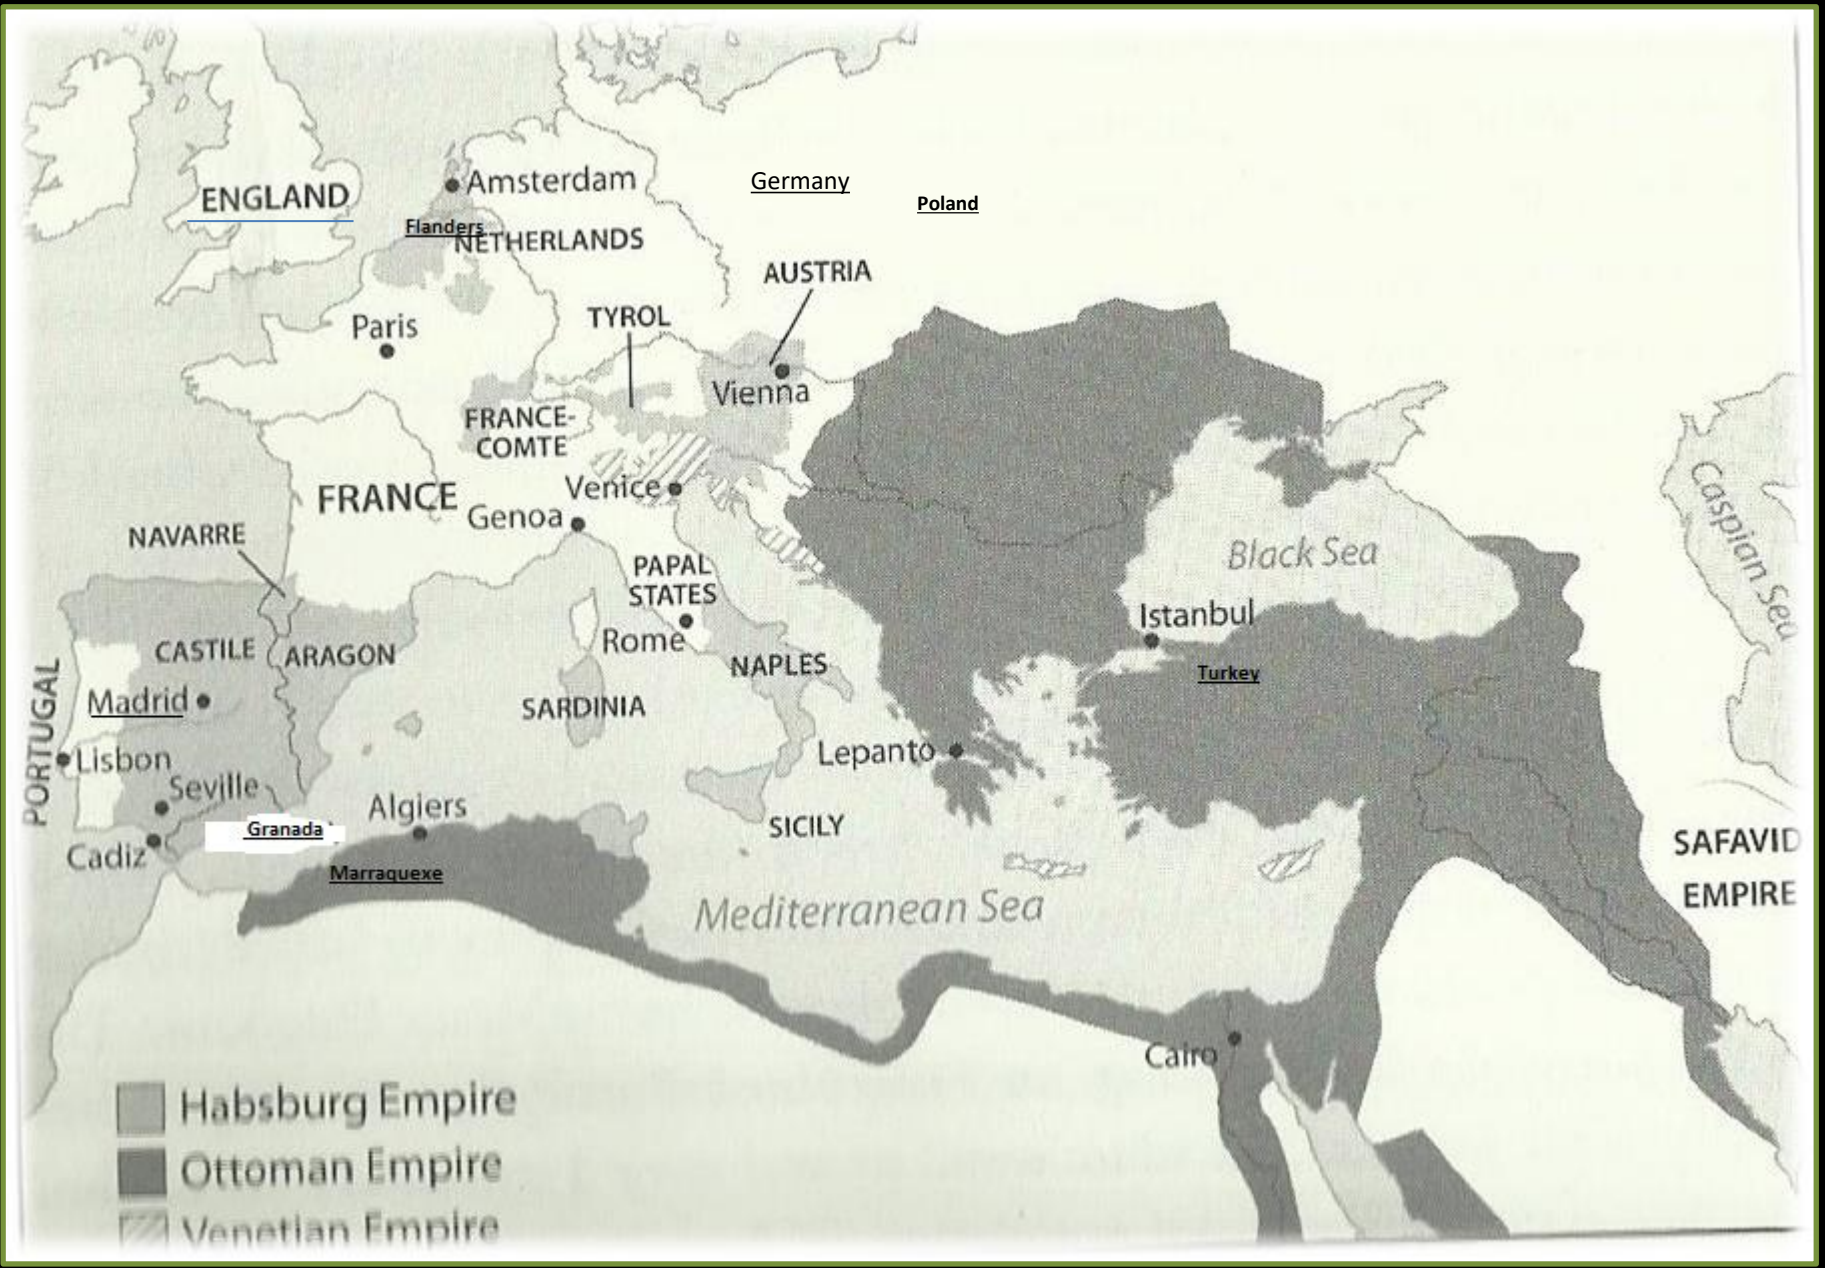 Amsterdam
Germany
ENGLAND
Poland
Flanders
NETHERLANDS
AUSTRIA
TYROL
Paris
Vienna
FRANCE-
COMTE
Venice
FRANCE
Genoa
NAVARRE
Black Sea
Caspian Sea
PAPAL
STATES
Istanbul
Rome
CASTILE
ARAGON
NAPLES
Turkey
PORTUGAL
Madrid
SARDINIA
Lepanto
Lisbon
Seville
Algiers
SICILY
Granada
Cadiz
SAFAVID
EMPIRE
Marraquexe
Mediterranean Sea
Cairo
Habsburg Empire
Ottoman Empire
Venetian Empire